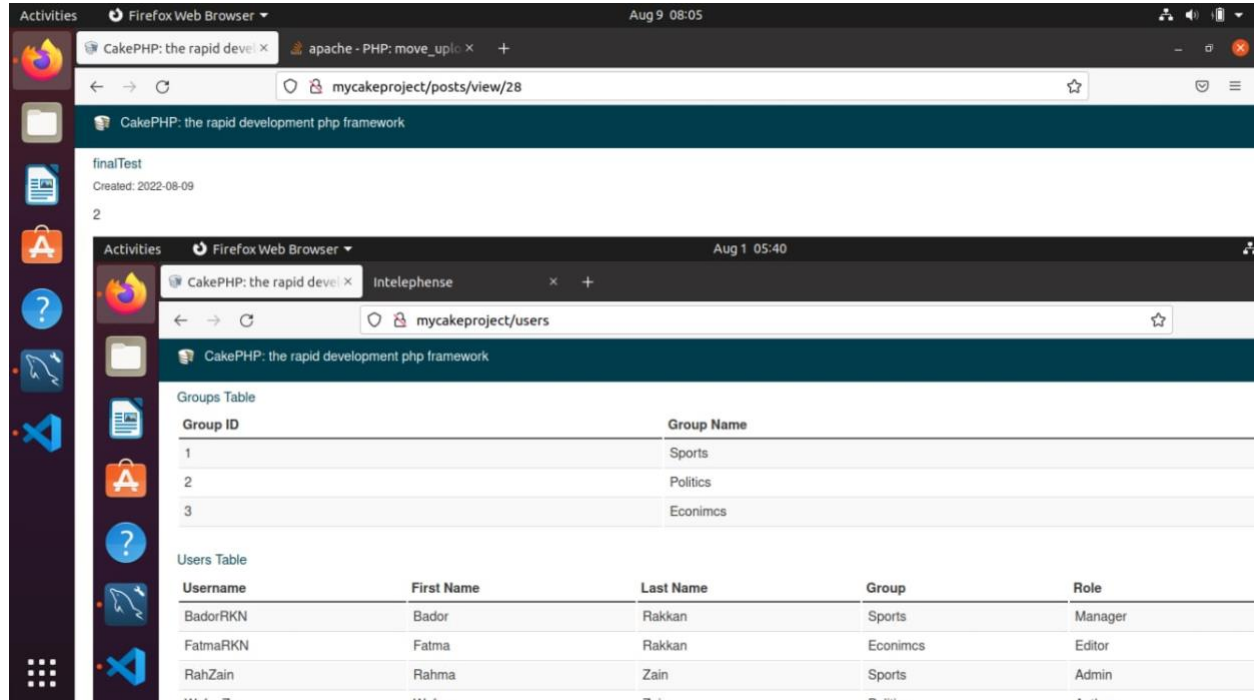 Activities Firefox Web Browser Aug 9 08:05
CakePHP: the rapid devel apache - PHP: move_uplo
mycakeproject/posts/view/28
CakePHP: the rapid development php framework
finalTest
Created: 2022-08-09
2
Activities Firefox Web Browser Aug 1 05:40
CakePHP: the rapid devel Intelephense
mycakeproject/users
CakePHP: the rapid development php framework
Groups Table
Group ID Group Name
1 Sports
2 Politics
3 Econimcs
Users Table
Username First Name Last Name Group Role
BadorRKN Bador Rakkan Sports Manager
FatmaRKN Fatma Rakkan Econimcs Editor
RahZain Rahma Zain Sports Admin